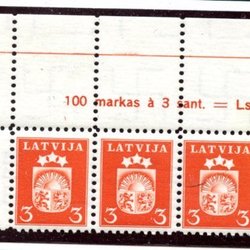 100 markas à 3 sant. = Ls
LATVIJA LATVIJA LATVIJA
3 3 3 3 3 3